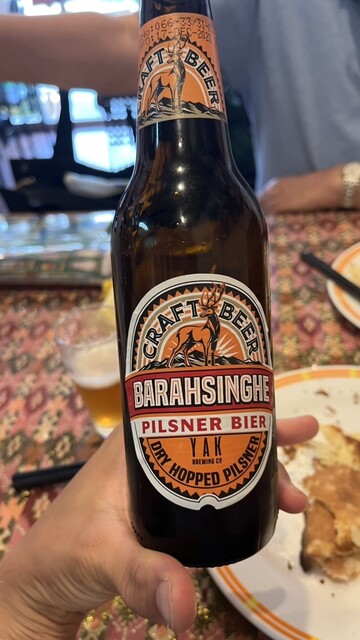 CRAFT BEER
CRAFT BEER
BARAHSINGHE
PILSNER BIER
YAK
BREWING CO
DRY HOPPED PILSNER